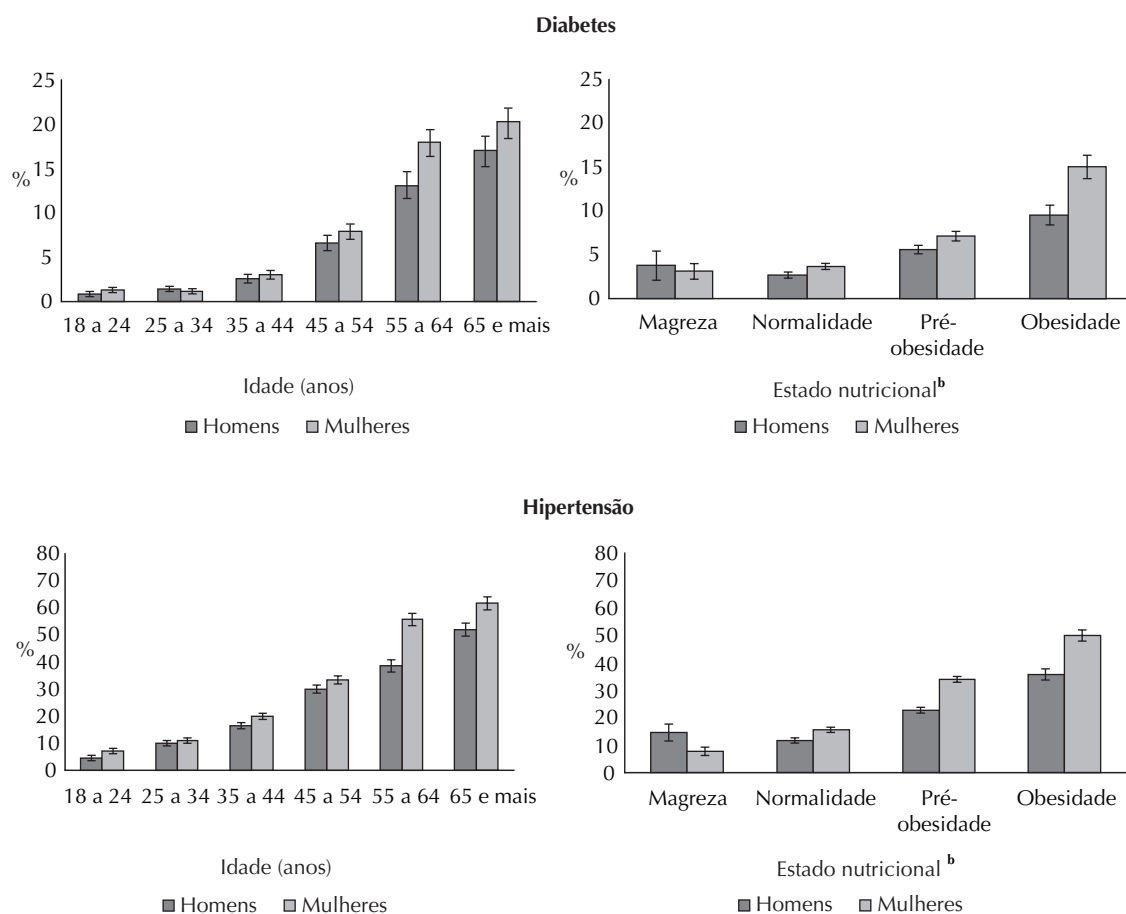 Diabetes
25
20
15
10
5
0
%
18 a 24 25 a 34 35 a 44 45 a 54 55 a 64 65 e mais
Idade (anos)
Homens Mulheres
25
20
15
10
5
0
%
Magreza Normalidade Pré-
obesidade Obesidade
Estado nutricional b
Homens Mulheres
Hipertensão
80
70
60
50
40
30
20
10
0
%
18 a 24 25 a 34 35 a 44 45 a 54 55 a 64 65 e mais
Idade (anos)
Homens Mulheres
80
70
60
50
40
30
20
10
0
%
Magreza Normalidade Pré-
obesidade Obesidade
Estado nutricional b
Homens Mulheres